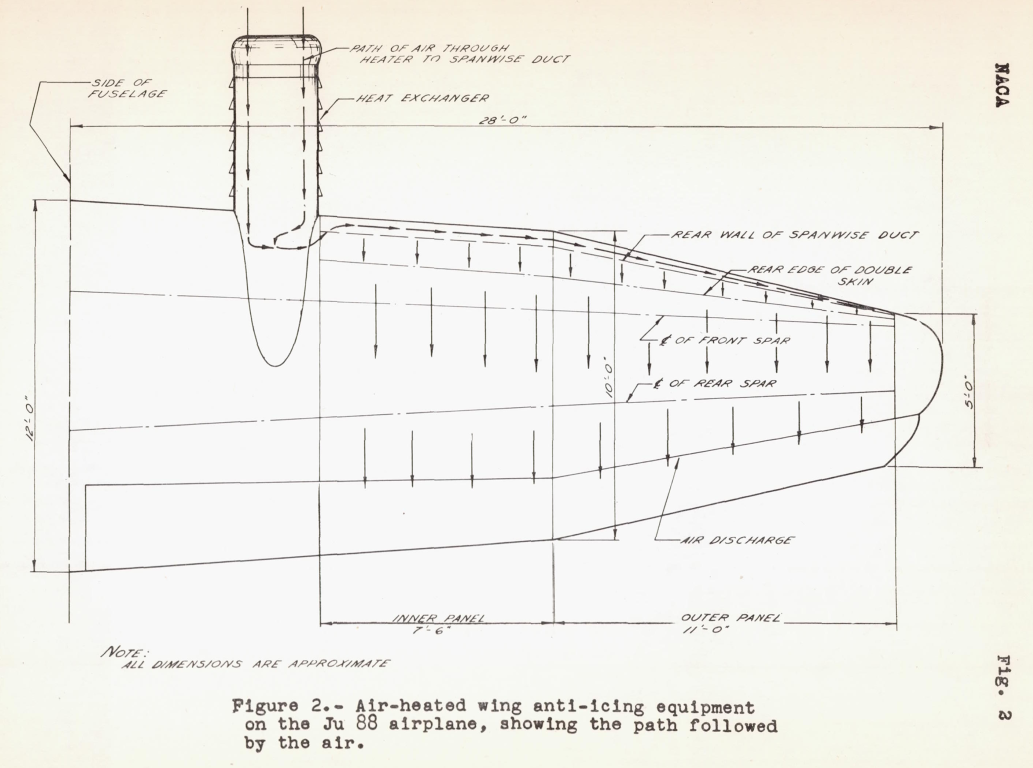 NACA
PATH OF AIR THROUGH
HEATER TO SPANWISE DUCT
SIDE OF
FUSELAGE
HEAT EXCHANGER
28'-0"
REAR WALL OF SPANWISE DUCT
REAR EDGE OF DOUBLE
SKIN
℄ OF FRONT SPAR
℄ OF REAR SPAR
10'-0"
5'-0"
12'-0"
AIR DISCHARGE
INNER PANEL
7'-6"
OUTER PANEL
11'-0"
NOTE:
ALL DIMENSIONS ARE APPROXIMATE
Fig. 2
Figure 2.- Air-heated wing anti-icing equipment
on the Ju 88 airplane, showing the path followed
by the air.